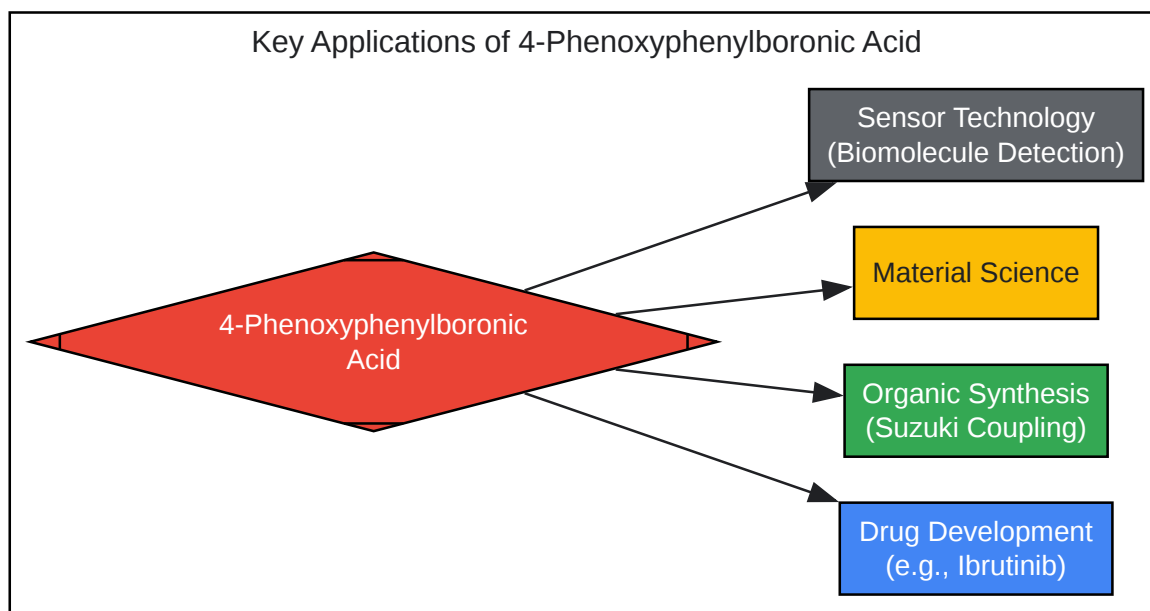 Key Applications of 4-Phenoxyphenylboronic Acid
Sensor Technology
(Biomolecule Detection)
Material Science
4-Phenoxyphenylboronic
Acid
Organic Synthesis
(Suzuki Coupling)
Drug Development
(e.g., Ibrutinib)